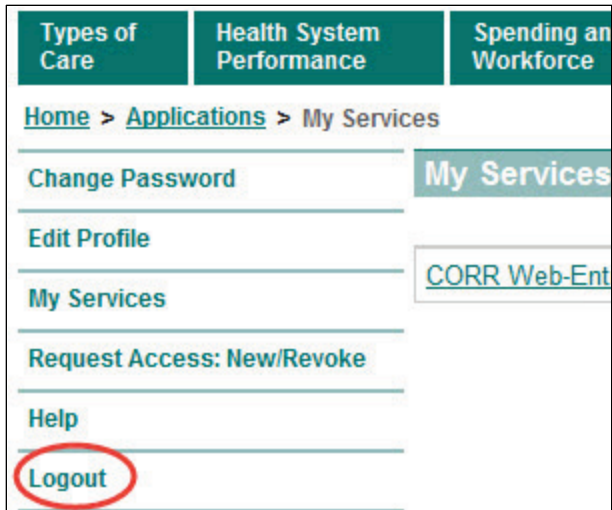 Types of
Care
Health System
Performance
Spending an
Workforce
Home > Applications > My Services
Change Password
Edit Profile
My Services
Request Access: New/Revoke
Help
Logout
My Services
CORR Web-Ent